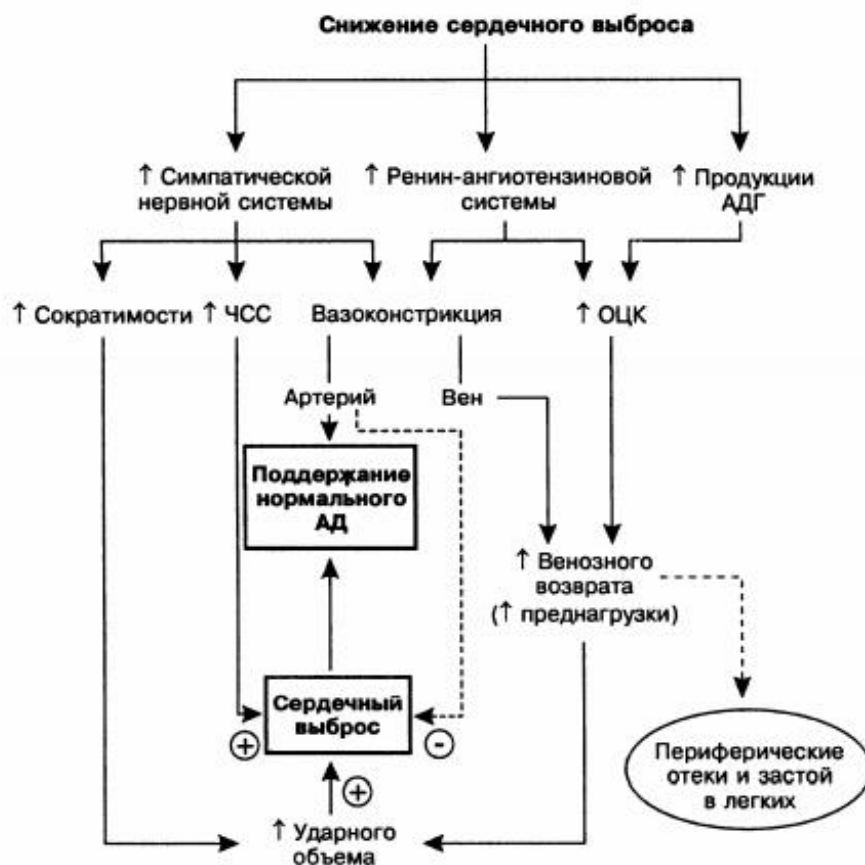 Снижение сердечного выброса
↑ Симпатической
нервной системы
↑ Ренин-ангиотензиновой
системы
↑ Продукции
АДГ
↑ Сократимости
↑ ЧСС
Вазоконстрикция
↑ ОЦК
Артерий
Вен
Поддержание
нормального
АД
↑ Венозного
возврата
(↑ преднагрузки)
Сердечный
выброс
+
-
+
Периферические
отеки и застой
в легких
↑ Ударного
объема